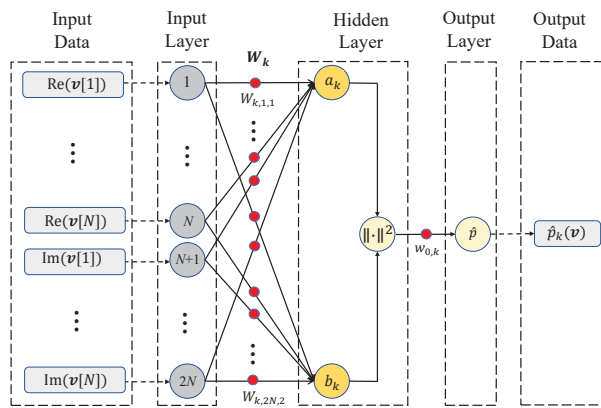 Input Data
Input Layer
Hidden Layer
Output Layer
Output Data
W_k
Re(v[1])
1
W_{k,1,1}
a_k
⋮
⋮
⋮
Re(v[N])
N
Im(v[1])
N+1
‖·‖²
w_{0,k}
p̂
p̂_k(v)
⋮
⋮
⋮
Im(v[N])
2N
W_{k,2N,2}
b_k